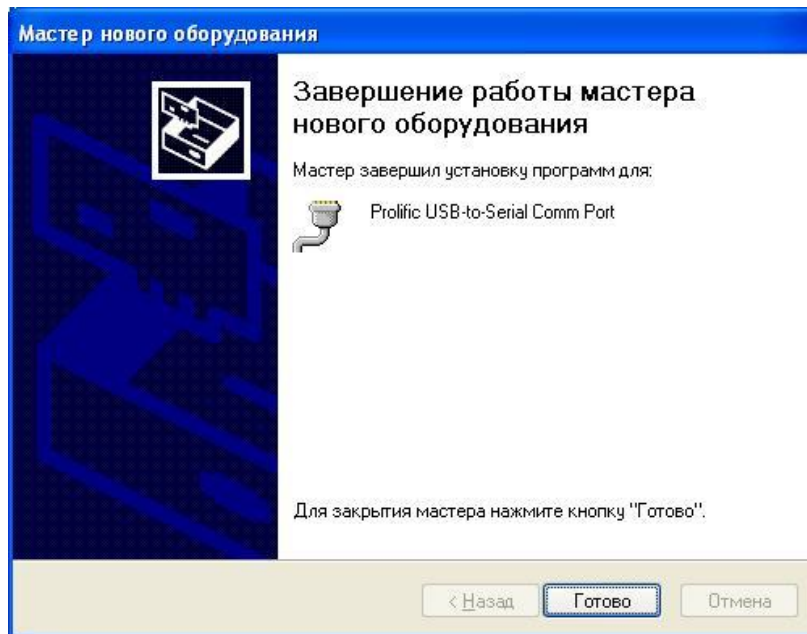 Мастер нового оборудования
Завершение работы мастера
нового оборудования
Мастер завершил установку программ для:
Prolific USB-to-Serial Comm Port
Для закрытия мастера нажмите кнопку "Готово".
< Назад Готово Отмена